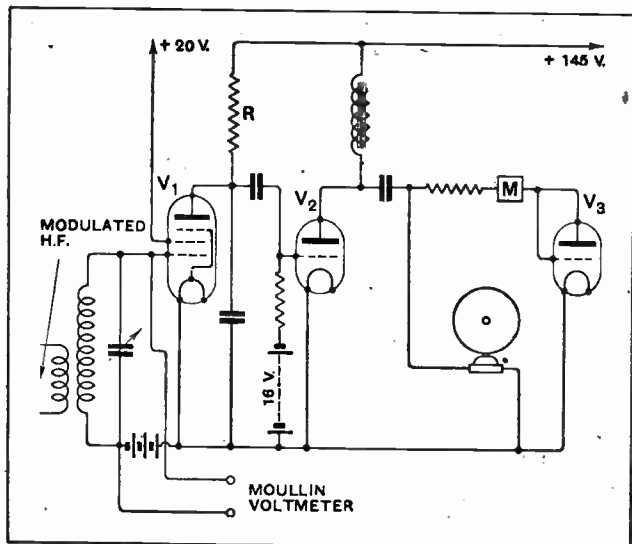 + 20 V.
+ 145 V.
R
V1
V2
M
V3
MODULATED
H.F.
16 V.
MOULLIN
VOLTMETER